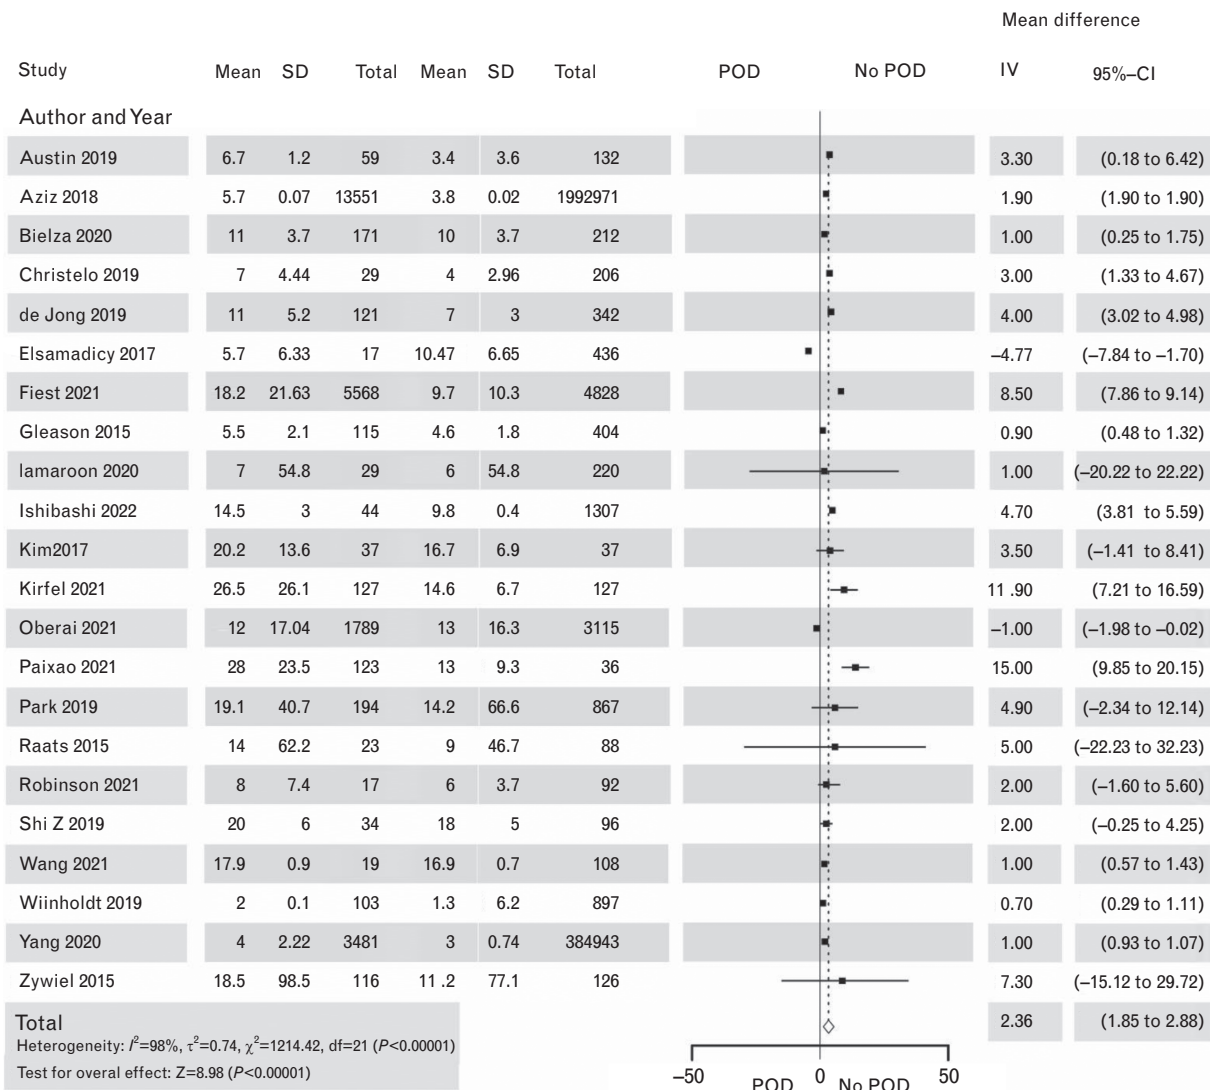 Mean difference
Study Mean SD Total Mean SD Total POD No POD IV 95%–CI
Author and Year
Austin 2019 6.7 1.2 59 3.4 3.6 132 3.30 (0.18 to 6.42)
Aziz 2018 5.7 0.07 13551 3.8 0.02 1992971 1.90 (1.90 to 1.90)
Bielza 2020 11 3.7 171 10 3.7 212 1.00 (0.25 to 1.75)
Christelo 2019 7 4.44 29 4 2.96 206 3.00 (1.33 to 4.67)
de Jong 2019 11 5.2 121 7 3 342 4.00 (3.02 to 4.98)
Elsamadicy 2017 5.7 6.33 17 10.47 6.65 436 –4.77 (–7.84 to –1.70)
Fiest 2021 18.2 21.63 5568 9.7 10.3 4828 8.50 (7.86 to 9.14)
Gleason 2015 5.5 2.1 115 4.6 1.8 404 0.90 (0.48 to 1.32)
Iamaroon 2020 7 54.8 29 6 54.8 220 1.00 (–20.22 to 22.22)
Ishibashi 2022 14.5 3 44 9.8 0.4 1307 4.70 (3.81 to 5.59)
Kim2017 20.2 13.6 37 16.7 6.9 37 3.50 (–1.41 to 8.41)
Kirfel 2021 26.5 26.1 127 14.6 6.7 127 11 .90 (7.21 to 16.59)
Oberai 2021 12 17.04 1789 13 16.3 3115 –1.00 (–1.98 to –0.02)
Paixao 2021 28 23.5 123 13 9.3 36 15.00 (9.85 to 20.15)
Park 2019 19.1 40.7 194 14.2 66.6 867 4.90 (–2.34 to 12.14)
Raats 2015 14 62.2 23 9 46.7 88 5.00 (–22.23 to 32.23)
Robinson 2021 8 7.4 17 6 3.7 92 2.00 (–1.60 to 5.60)
Shi Z 2019 20 6 34 18 5 96 2.00 (–0.25 to 4.25)
Wang 2021 17.9 0.9 19 16.9 0.7 108 1.00 (0.57 to 1.43)
Wiinholdt 2019 2 0.1 103 1.3 6.2 897 0.70 (0.29 to 1.11)
Yang 2020 4 2.22 3481 3 0.74 384943 1.00 (0.93 to 1.07)
Zywiel 2015 18.5 98.5 116 11 .2 77.1 126 7.30 (–15.12 to 29.72)
Total 2.36 (1.85 to 2.88)
Heterogeneity: I²=98%, τ²=0.74, χ²=1214.42, df=21 (P<0.00001)
Test for overal effect: Z=8.98 (P<0.00001)
–50 0 50
POD No POD